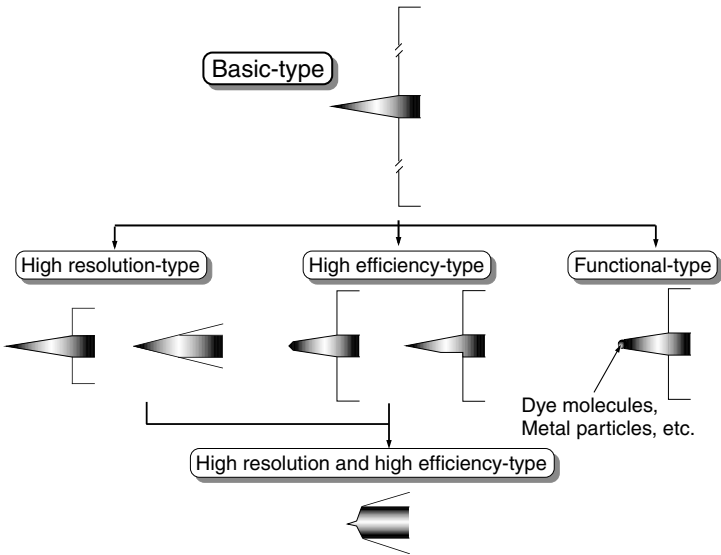 Basic-type
High resolution-type
High efficiency-type
Functional-type
Dye molecules,
Metal particles, etc.
High resolution and high efficiency-type